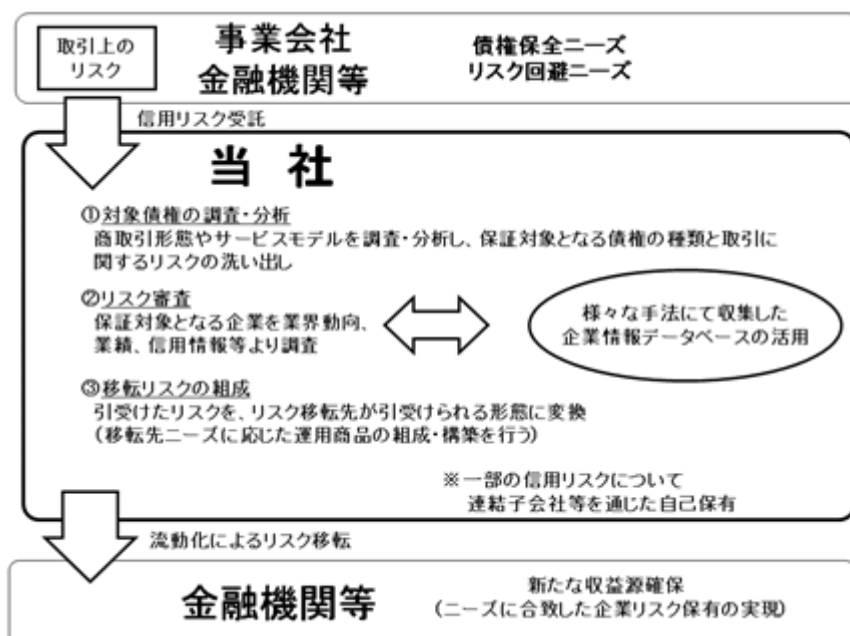 取引上の
リスク
事業会社
金融機関等
債権保全ニーズ
リスク回避ニーズ
信用リスク受託
当 社
①対象債権の調査・分析
商取引形態やサービスモデルを調査・分析し、保証対象となる債権の種類と取引に
関するリスクの洗い出し
②リスク審査
保証対象となる企業を業界動向、
業績、信用情報等より調査
様々な手法にて収集した
企業情報データベースの活用
③移転リスクの組成
引受けたリスクを、リスク移転先が引受けられる形態に変換
（移転先ニーズに応じた運用商品の組成・構築を行う）
※一部の信用リスクについて
連結子会社等を通じた自己保有
流動化によるリスク移転
金融機関等
新たな収益源確保
（ニーズに合致した企業リスク保有の実現）